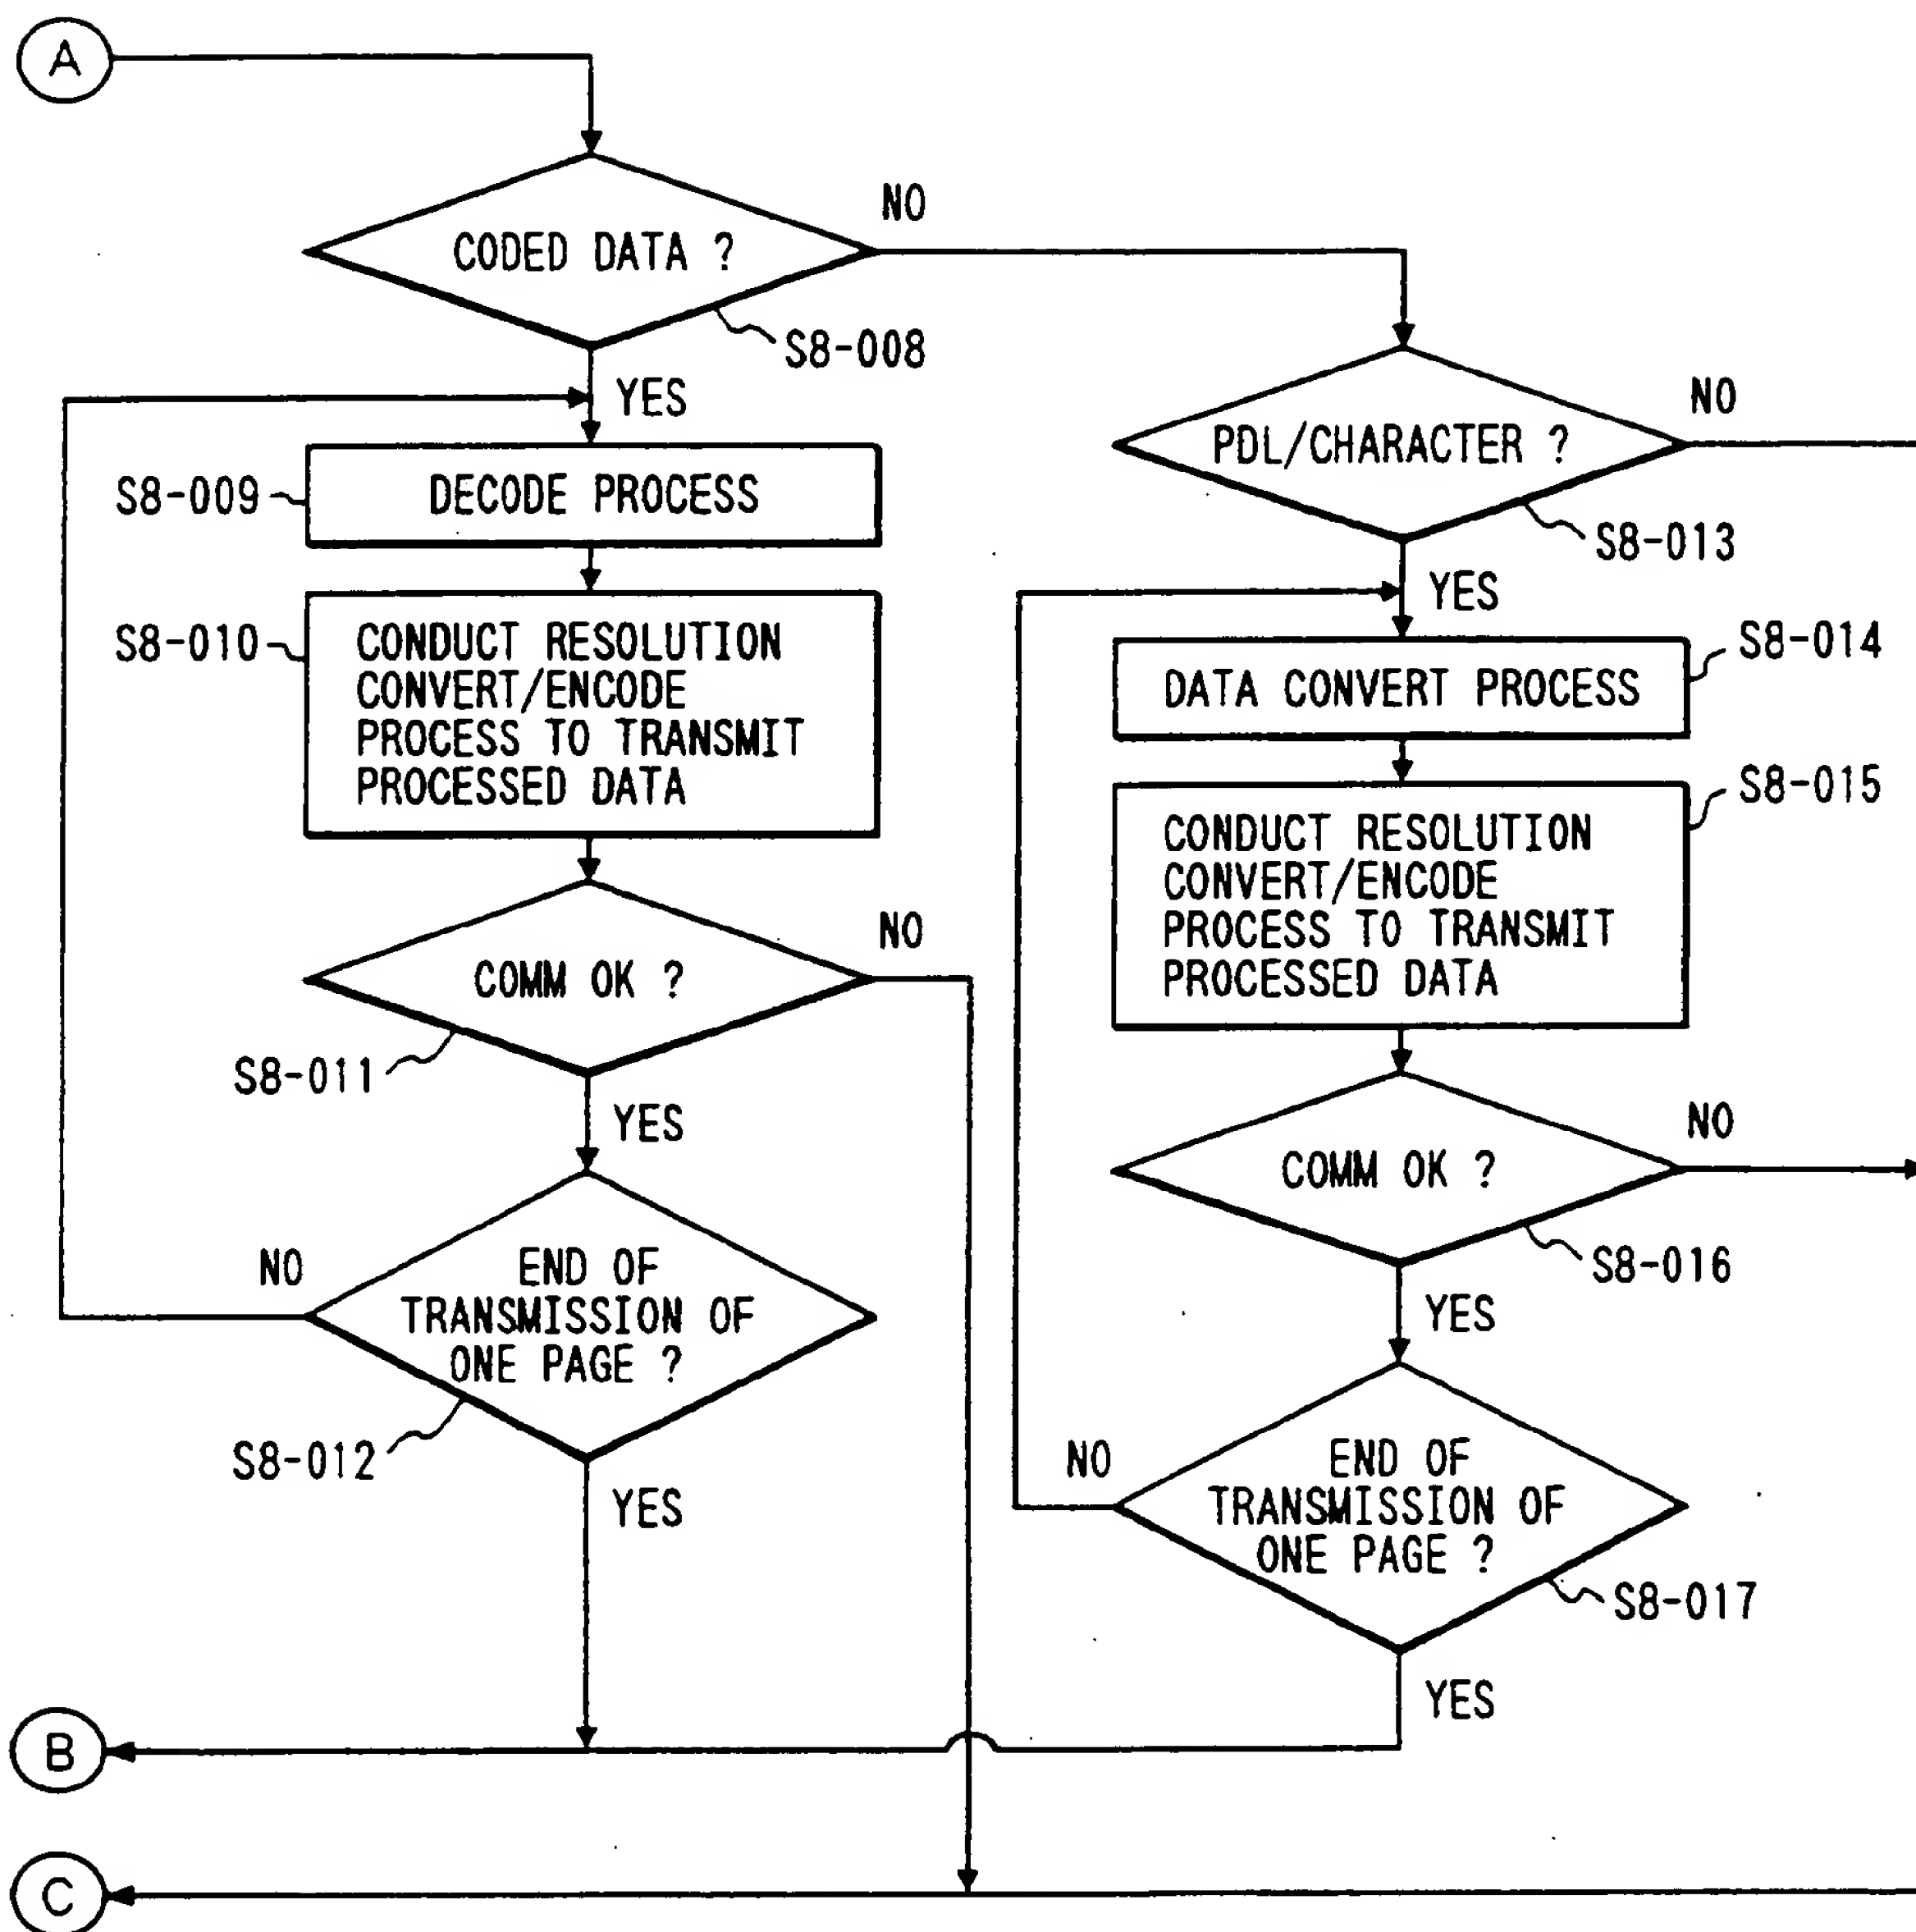 A
CODED DATA ?
NO
S8-008
YES
S8-009
DECODE PROCESS
S8-010
CONDUCT RESOLUTION
CONVERT/ENCODE
PROCESS TO TRANSMIT
PROCESSED DATA
COMM OK ?
NO
S8-011
YES
NO
END OF
TRANSMISSION OF
ONE PAGE ?
S8-012
YES
PDL/CHARACTER ?
NO
S8-013
YES
S8-014
DATA CONVERT PROCESS
S8-015
CONDUCT RESOLUTION
CONVERT/ENCODE
PROCESS TO TRANSMIT
PROCESSED DATA
COMM OK ?
NO
S8-016
YES
NO
END OF
TRANSMISSION OF
ONE PAGE ?
S8-017
YES
B
C